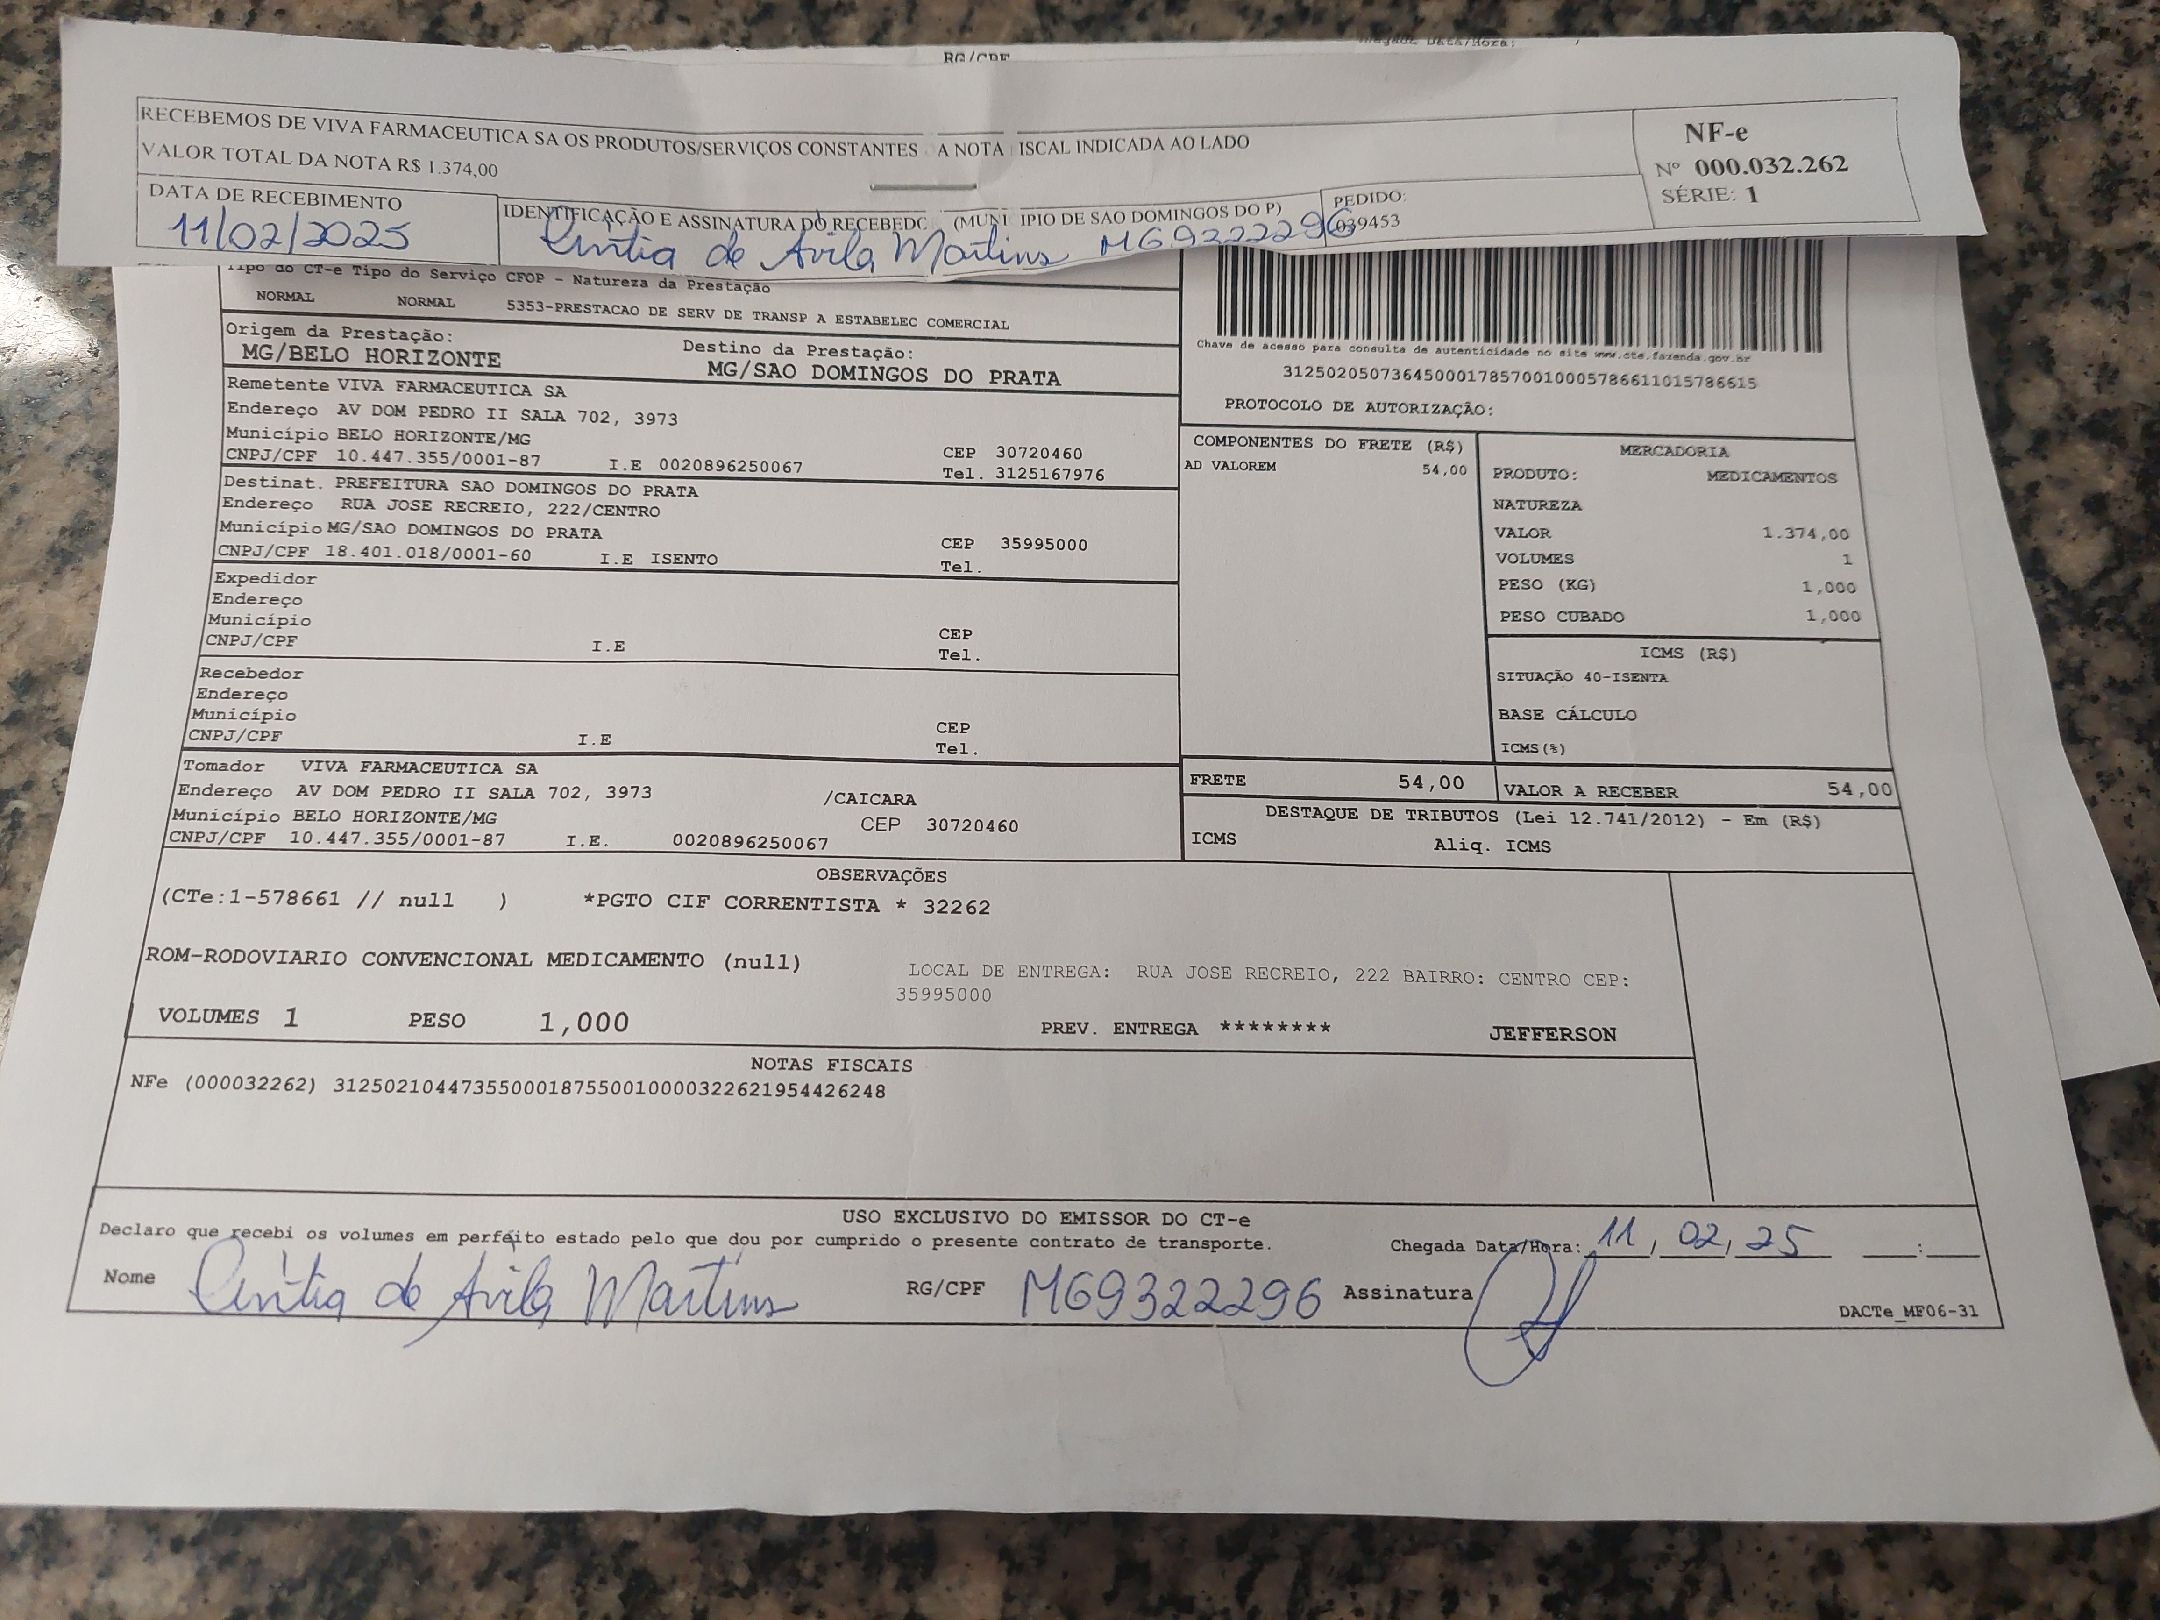 RG/CPF
Chegada Data/Hora:
RECEBEMOS DE VIVA FARMACEUTICA SA OS PRODUTOS/SERVIÇOS CONSTANTES A NOTA ISCAL INDICADA AO LADO
VALOR TOTAL DA NOTA R$ 1.374,00
NF-e
Nº 000.032.262
SÉRIE: 1
DATA DE RECEBIMENTO
11/02/2025
IDENTIFICAÇÃO E ASSINATURA DO RECEBEDO (MUNI IPIO DE SAO DOMINGOS DO P)
Cíntia de Avila Martins MG9322296
PEDIDO:
039453
Tipo do CT-e Tipo do Serviço CFOP - Natureza da Prestação
NORMAL NORMAL 5353-PRESTACAO DE SERV DE TRANSP A ESTABELEC COMERCIAL
Origem da Prestação: Destino da Prestação:
MG/BELO HORIZONTE MG/SAO DOMINGOS DO PRATA
Chave de acesso para consulta de autenticidade no site www.cte.fazenda.gov.br
31250205073645000178570010005786611015786615
PROTOCOLO DE AUTORIZAÇÃO:
Remetente VIVA FARMACEUTICA SA
Endereço AV DOM PEDRO II SALA 702, 3973
Município BELO HORIZONTE/MG CEP 30720460
CNPJ/CPF 10.447.355/0001-87 I.E 0020896250067 Tel. 3125167976
Destinat. PREFEITURA SAO DOMINGOS DO PRATA
Endereço RUA JOSE RECREIO, 222/CENTRO
Município MG/SAO DOMINGOS DO PRATA CEP 35995000
CNPJ/CPF 18.401.018/0001-60 I.E ISENTO Tel.
Expedidor
Endereço
Município CEP
CNPJ/CPF I.E Tel.
Recebedor
Endereço
Município CEP
CNPJ/CPF I.E Tel.
Tomador VIVA FARMACEUTICA SA
Endereço AV DOM PEDRO II SALA 702, 3973 /CAICARA
Município BELO HORIZONTE/MG CEP 30720460
CNPJ/CPF 10.447.355/0001-87 I.E. 0020896250067
COMPONENTES DO FRETE (R$)
AD VALOREM 54,00
MERCADORIA
PRODUTO: MEDICAMENTOS
NATUREZA
VALOR 1.374,00
VOLUMES 1
PESO (KG) 1,000
PESO CUBADO 1,000
ICMS (R$)
SITUAÇÃO 40-ISENTA
BASE CÁLCULO
ICMS(%)
FRETE 54,00 VALOR A RECEBER 54,00
DESTAQUE DE TRIBUTOS (Lei 12.741/2012) - Em (R$)
ICMS Aliq. ICMS
OBSERVAÇÕES
(CTe:1-578661 // null ) *PGTO CIF CORRENTISTA * 32262
ROM-RODOVIARIO CONVENCIONAL MEDICAMENTO (null)
LOCAL DE ENTREGA: RUA JOSE RECREIO, 222 BAIRRO: CENTRO CEP:
35995000
VOLUMES 1 PESO 1,000 PREV. ENTREGA ******** JEFFERSON
NOTAS FISCAIS
NFe (000032262) 31250210447355000187550010000322621954426248
USO EXCLUSIVO DO EMISSOR DO CT-e
Declaro que recebi os volumes em perfeito estado pelo que dou por cumprido o presente contrato de transporte.
Chegada Data/Hora: 11, 02, 25 __:__
Nome Cíntia de Avila Martins RG/CPF MG9322296 Assinatura
DACTe_MF06-31